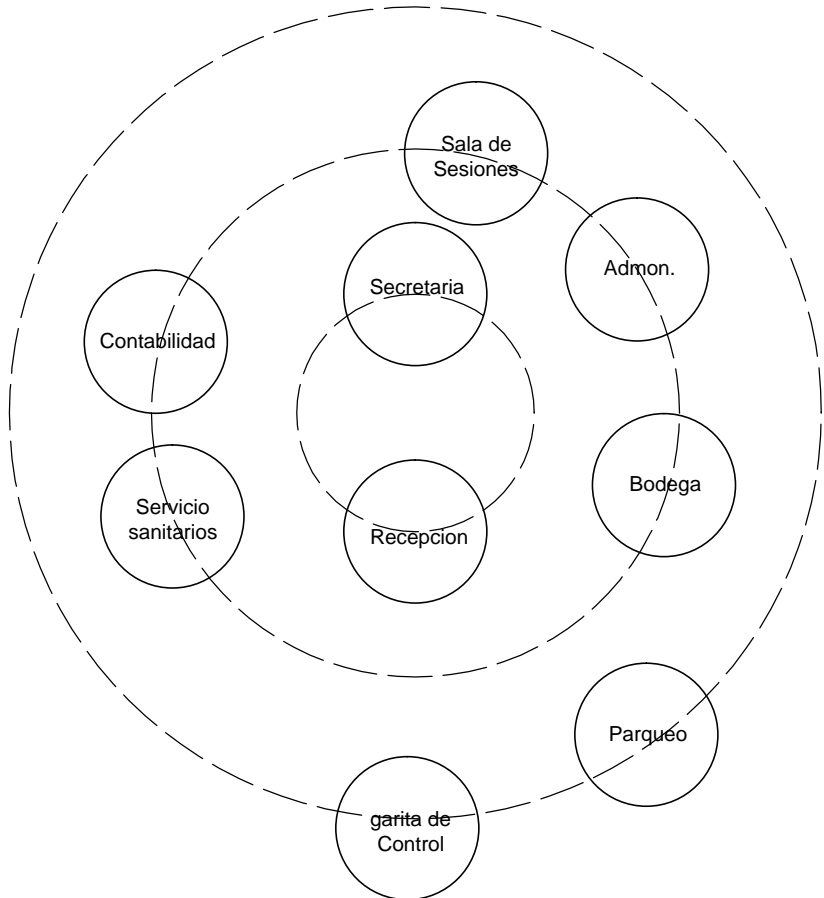 Sala de
Sesiones
Admon.
Secretaria
Contabilidad
Bodega
Servicio
sanitarios
Recepcion
Parqueo
garita de
Control